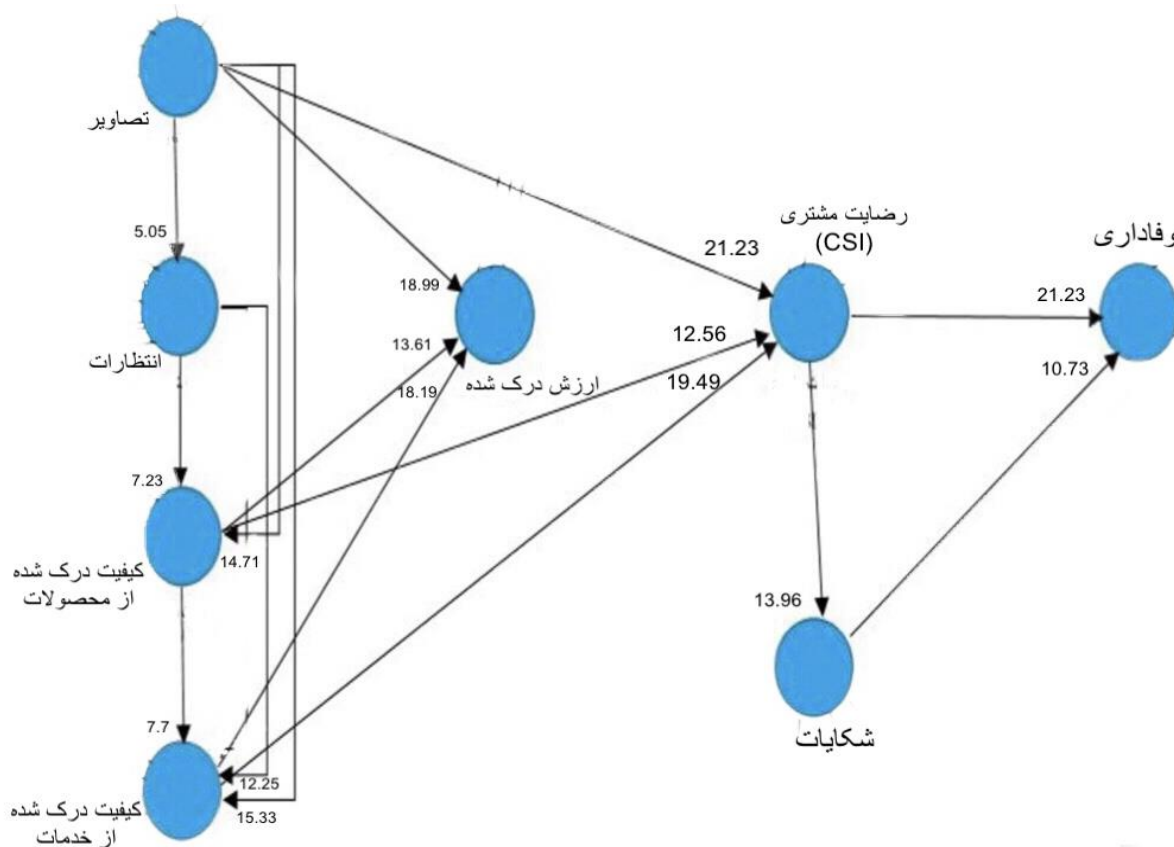 تصاویر
5.05
انتظارات
7.23
14.71
کیفیت درک شده
از محصولات
7.7
12.25
15.33
کیفیت درک شده
از خدمات
18.99
13.61
18.19
ارزش درک شده
رضایت مشتری
(CSI)
21.23
12.56
19.49
وفاداری
21.23
10.73
13.96
شکایات